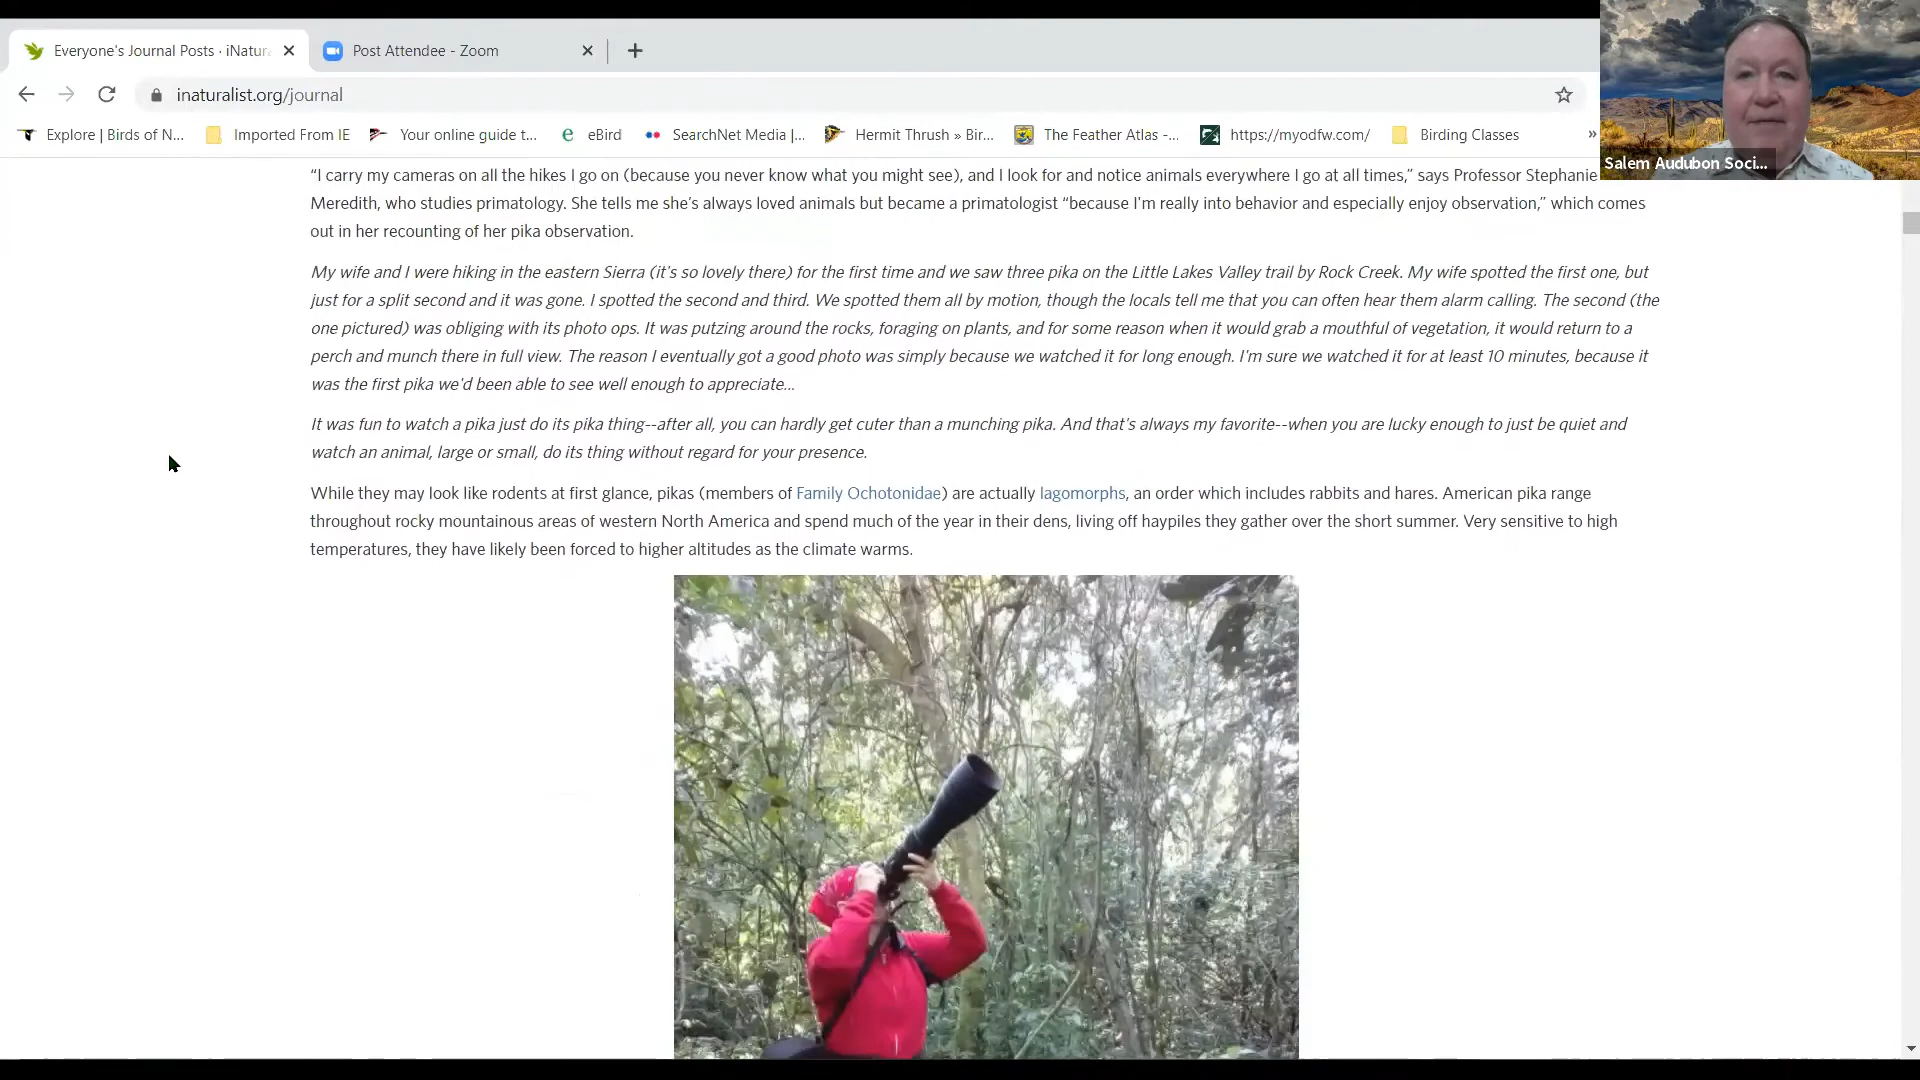 Everyone's Journal Posts · iNatur
Post Attendee - Zoom
inaturalist.org/journal
Explore | Birds of N...
Imported From IE
Your online guide t...
eBird
SearchNet Media |...
Hermit Thrush » Bir...
The Feather Atlas -...
https://myodfw.com/
Birding Classes
»
Salem Audubon Soci...
“I carry my cameras on all the hikes I go on (because you never know what you might see), and I look for and notice animals everywhere I go at all times,” says Professor Stephanie
Meredith, who studies primatology. She tells me she’s always loved animals but became a primatologist “because I’m really into behavior and especially enjoy observation,” which comes
out in her recounting of her pika observation.
My wife and I were hiking in the eastern Sierra (it's so lovely there) for the first time and we saw three pika on the Little Lakes Valley trail by Rock Creek. My wife spotted the first one, but
just for a split second and it was gone. I spotted the second and third. We spotted them all by motion, though the locals tell me that you can often hear them alarm calling. The second (the
one pictured) was obliging with its photo ops. It was putzing around the rocks, foraging on plants, and for some reason when it would grab a mouthful of vegetation, it would return to a
perch and munch there in full view. The reason I eventually got a good photo was simply because we watched it for long enough. I'm sure we watched it for at least 10 minutes, because it
was the first pika we'd been able to see well enough to appreciate...
It was fun to watch a pika just do its pika thing--after all, you can hardly get cuter than a munching pika. And that's always my favorite--when you are lucky enough to just be quiet and
watch an animal, large or small, do its thing without regard for your presence.
While they may look like rodents at first glance, pikas (members of Family Ochotonidae) are actually lagomorphs, an order which includes rabbits and hares. American pika range
throughout rocky mountainous areas of western North America and spend much of the year in their dens, living off haypiles they gather over the short summer. Very sensitive to high
temperatures, they have likely been forced to higher altitudes as the climate warms.